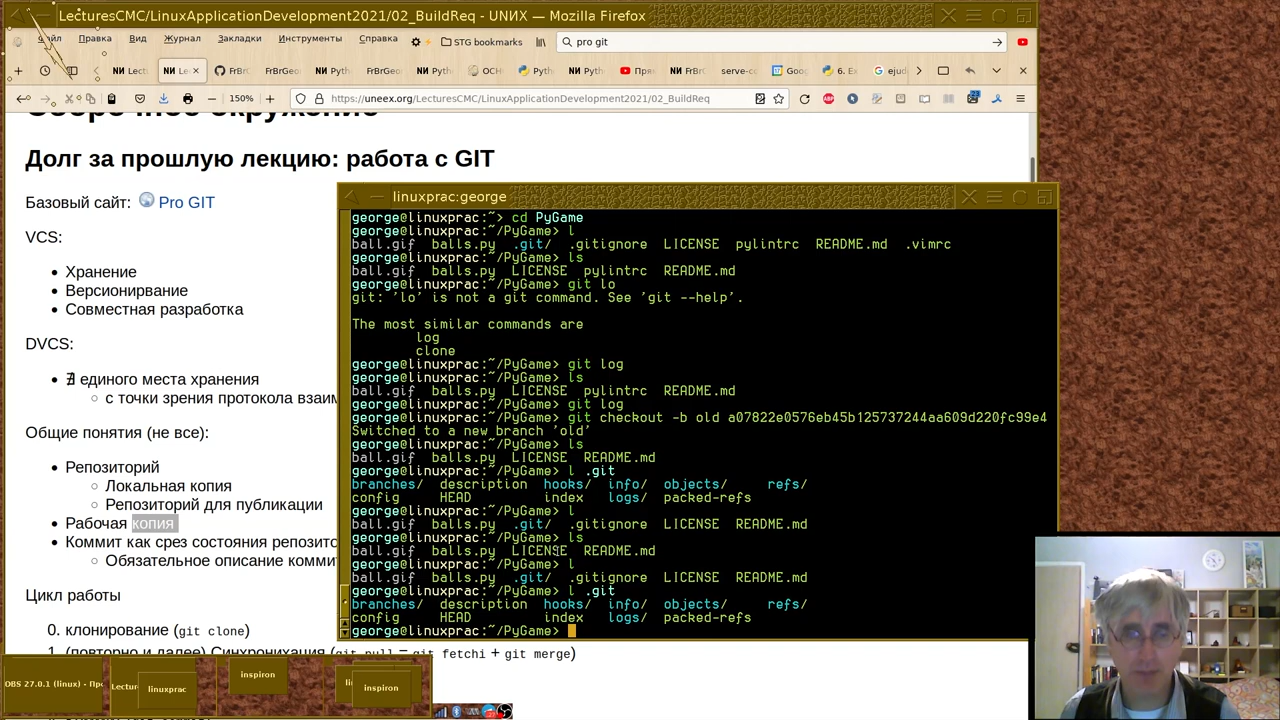 LecturesCMC/LinuxApplicationDevelopment2021/02_BuildReq - UNИX — Mozilla Firefox
Правка Вид Журнал Закладки Инструменты Справка STG bookmarks pro git
150% https://uneex.org/LecturesCMC/LinuxApplicationDevelopment2021/02_BuildReq
Долг за прошлую лекцию: работа с GIT
Базовый сайт: Pro GIT
VCS:
Хранение
Версионирвание
Совместная разработка
DVCS:
∄ единого места хранения
с точки зрения протокола взаим
Общие понятия (не все):
Репозиторий
Локальная копия
Репозиторий для публикации
Рабочая копия
Коммит как срез состояния репозито
Обязательное описание комми
Цикл работы
0. клонирование (git clone)
1. (повторно и далее) Синхронизация (git pull = git fetchi + git merge)
linuxprac:george
george@linuxprac:~> cd PyGame
george@linuxprac:~/PyGame> l
ball.gif balls.py .git/ .gitignore LICENSE pylintrc README.md .vimrc
george@linuxprac:~/PyGame> ls
ball.gif balls.py LICENSE pylintrc README.md
george@linuxprac:~/PyGame> git lo
git: 'lo' is not a git command. See 'git --help'.
The most similar commands are
log
clone
george@linuxprac:~/PyGame> git log
george@linuxprac:~/PyGame> ls
ball.gif balls.py LICENSE pylintrc README.md
george@linuxprac:~/PyGame> git log
george@linuxprac:~/PyGame> git checkout -b old a07822e0576eb45b125737244aa609d220fc99e4
Switched to a new branch 'old'
george@linuxprac:~/PyGame> ls
ball.gif balls.py LICENSE README.md
george@linuxprac:~/PyGame> l .git
branches/ description hooks/ info/ objects/ refs/
config HEAD index logs/ packed-refs
george@linuxprac:~/PyGame> l
ball.gif balls.py .git/ .gitignore LICENSE README.md
george@linuxprac:~/PyGame> ls
ball.gif balls.py LICENSE README.md
george@linuxprac:~/PyGame> l
ball.gif balls.py .git/ .gitignore LICENSE README.md
george@linuxprac:~/PyGame> l .git
branches/ description hooks/ info/ objects/ refs/
config HEAD index logs/ packed-refs
george@linuxprac:~/PyGame>
OBS 27.0.1 (linux) - Пр
linuxprac
inspiron
inspiron